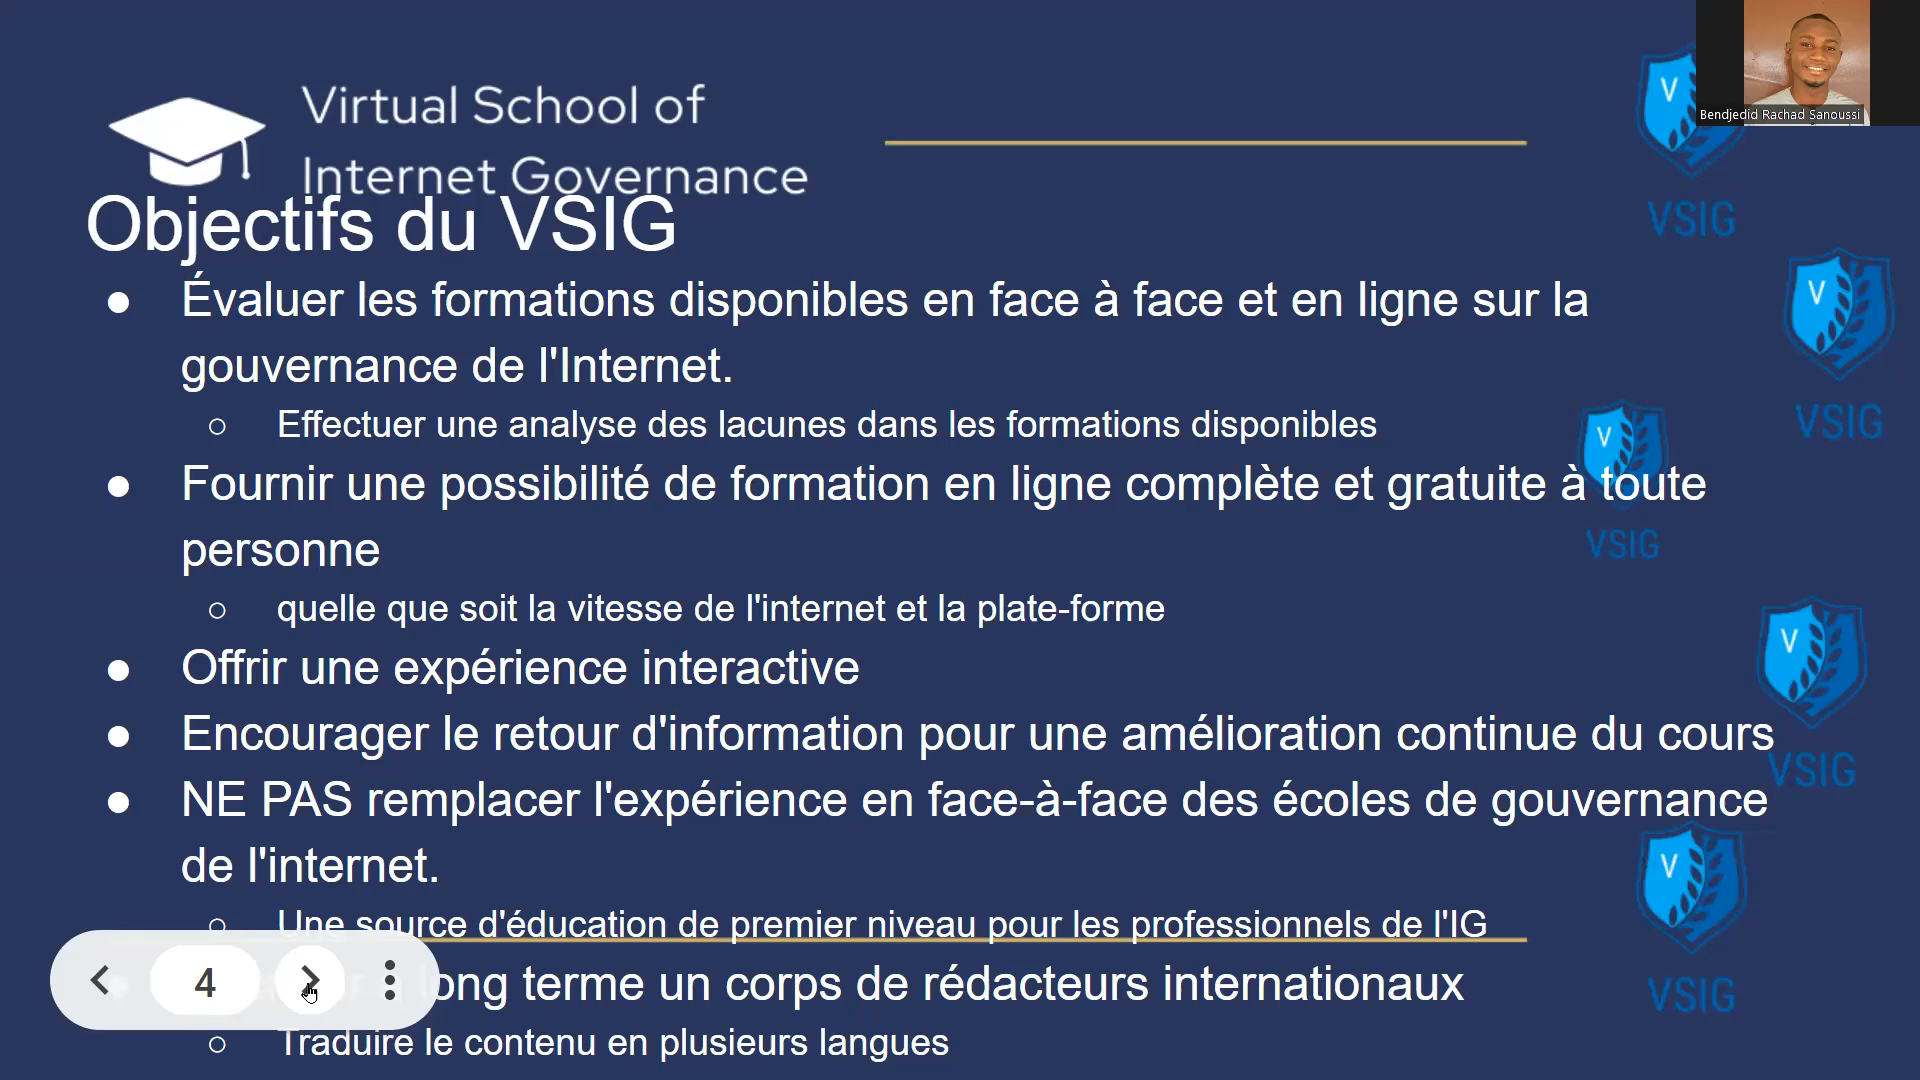 Bendjedid Rachad Sanoussi
Virtual School of
Internet Governance
Objectifs du VSIG
● Évaluer les formations disponibles en face à face et en ligne sur la
gouvernance de l'Internet.
○ Effectuer une analyse des lacunes dans les formations disponibles
● Fournir une possibilité de formation en ligne complète et gratuite à toute
personne
○ quelle que soit la vitesse de l'internet et la plate-forme
● Offrir une expérience interactive
● Encourager le retour d'information pour une amélioration continue du cours
● NE PAS remplacer l'expérience en face-à-face des écoles de gouvernance
de l'internet.
○ Une source d'éducation de premier niveau pour les professionnels de l'IG
long terme un corps de rédacteurs internationaux
○ Traduire le contenu en plusieurs langues
4
V
VSIG
V
VSIG
V
VSIG
V
VSIG
V
VSIG